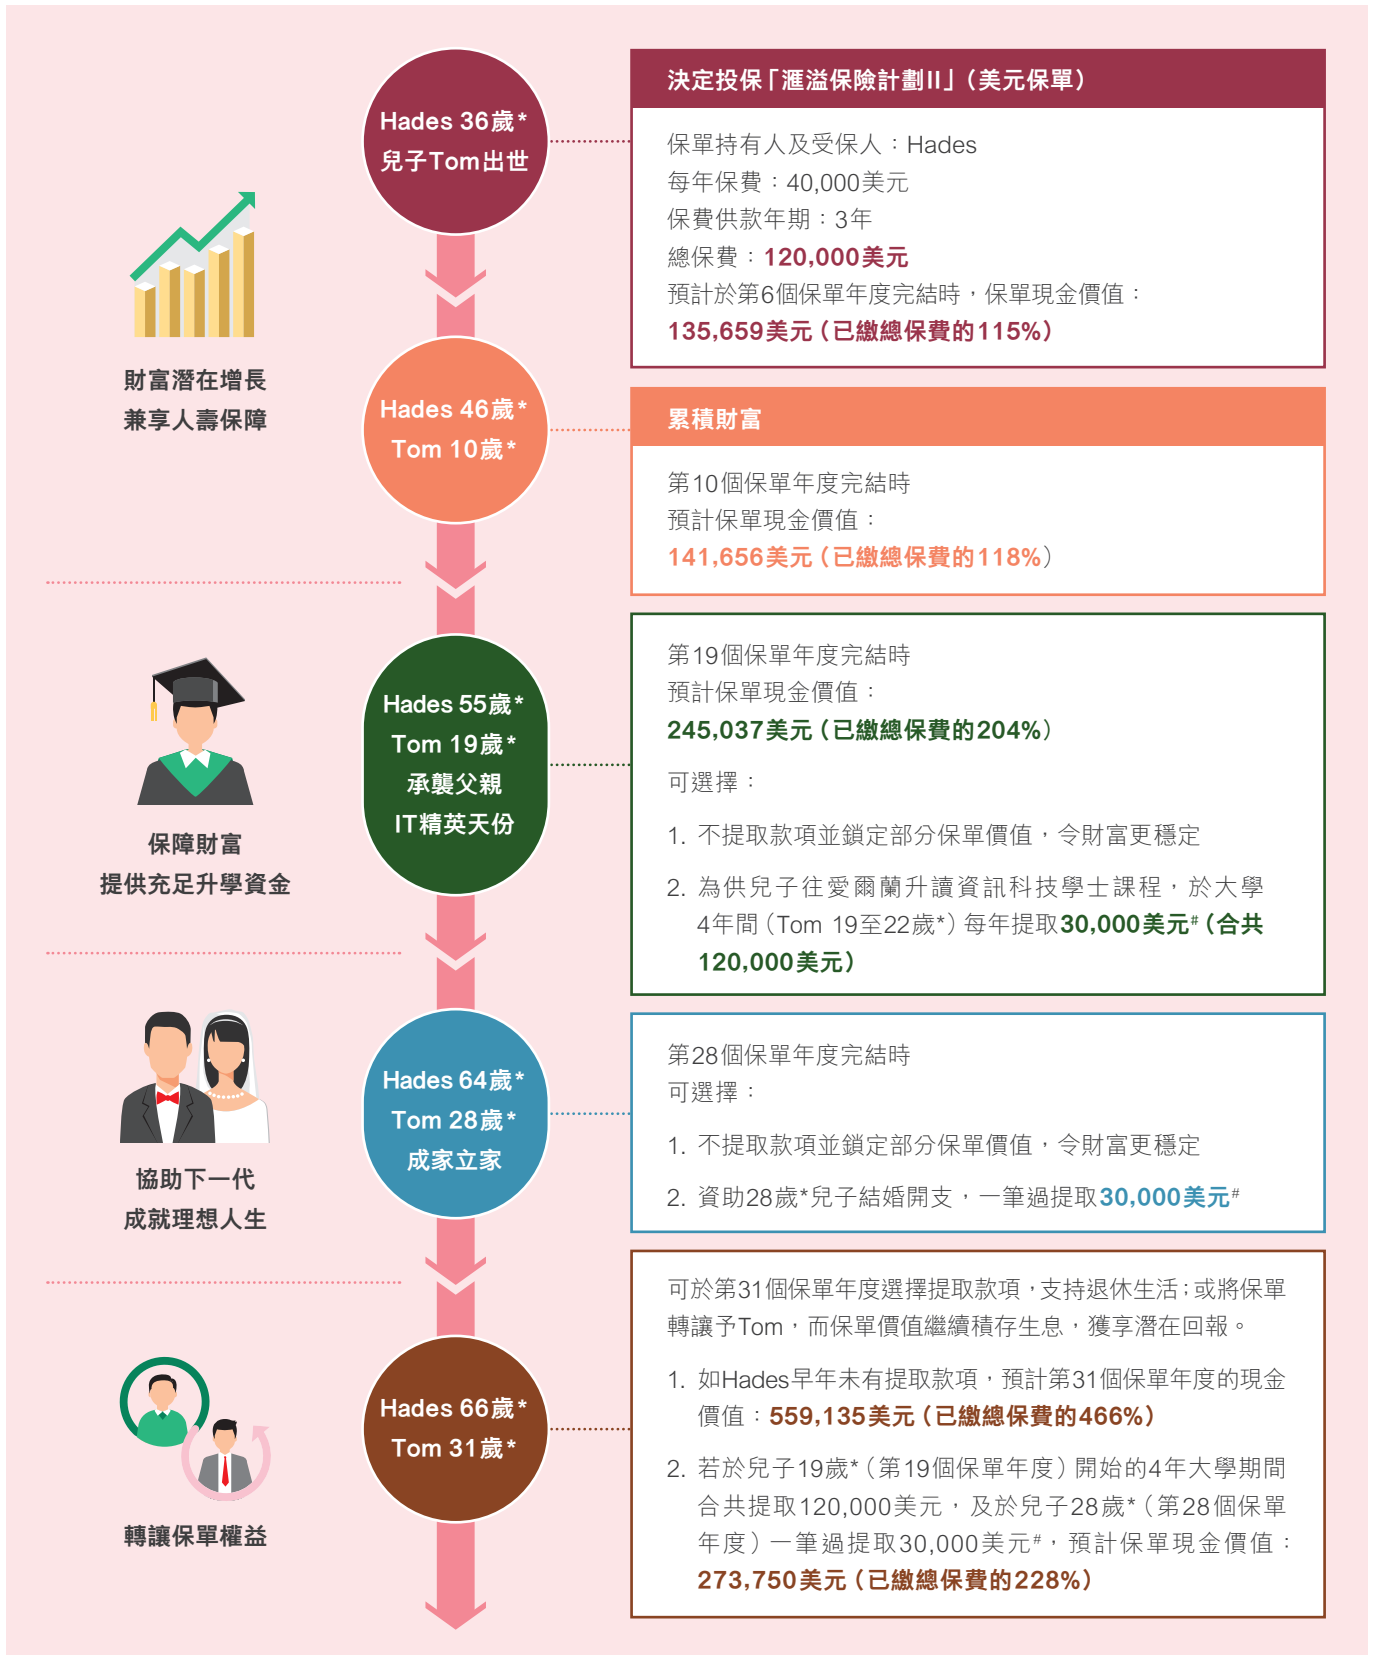 Hades 36歲*
兒子Tom出世
決定投保「滙溢保險計劃II」(美元保單)
保單持有人及受保人：Hades
每年保費：40,000美元
保費供款年期：3年
總保費：120,000美元
預計於第6個保單年度完結時，保單現金價值：
135,659美元(已繳總保費的115%)
財富潛在增長
兼享人壽保障
Hades 46歲*
Tom 10歲*
累積財富
第10個保單年度完結時
預計保單現金價值：
141,656美元(已繳總保費的118%)
保障財富
提供充足升學資金
Hades 55歲*
Tom 19歲*
承襲父親
IT精英天份
第19個保單年度完結時
預計保單現金價值：
245,037美元(已繳總保費的204%)
可選擇：
1. 不提取款項並鎖定部分保單價值，令財富更穩定
2. 為供兒子往愛爾蘭升讀資訊科技學士課程，於大學
4年間(Tom 19至22歲*)每年提取30,000美元#(合共
120,000美元)
協助下一代
成就理想人生
Hades 64歲*
Tom 28歲*
成家立家
第28個保單年度完結時
可選擇：
1. 不提取款項並鎖定部分保單價值，令財富更穩定
2. 資助28歲*兒子結婚開支，一筆過提取30,000美元#
轉讓保單權益
Hades 66歲*
Tom 31歲*
可於第31個保單年度選擇提取款項，支持退休生活；或將保單
轉讓予Tom，而保單價值繼續積存生息，獲享潛在回報。
1. 如Hades早年未有提取款項，預計第31個保單年度的現金
價值：559,135美元(已繳總保費的466%)
2. 若於兒子19歲*(第19個保單年度)開始的4年大學期間
合共提取120,000美元，及於兒子28歲*(第28個保單
年度)一筆過提取30,000美元#，預計保單現金價值：
273,750美元(已繳總保費的228%)